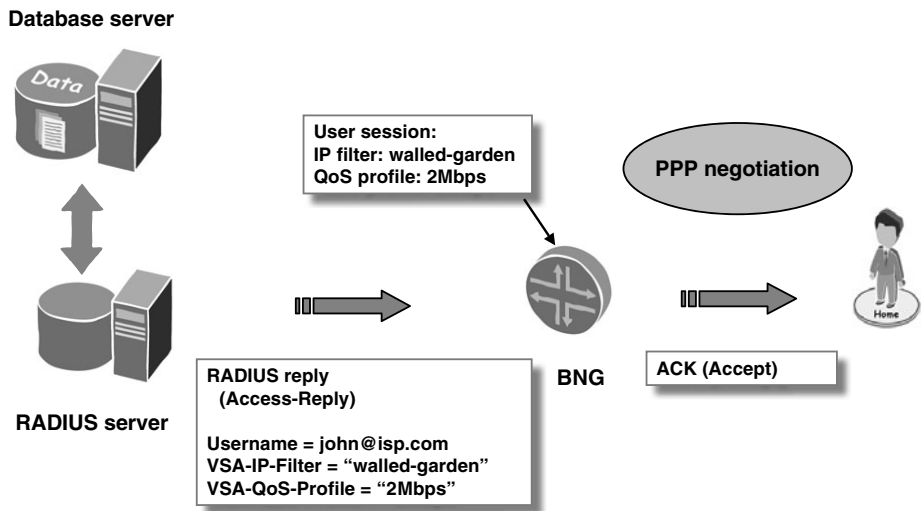 Database server
Data
User session:
IP filter: walled-garden
QoS profile: 2Mbps
PPP negotiation
Home
RADIUS server
RADIUS reply
(Access-Reply)
Username = john@isp.com
VSA-IP-Filter = “walled-garden”
VSA-QoS-Profile = “2Mbps”
BNG
ACK (Accept)